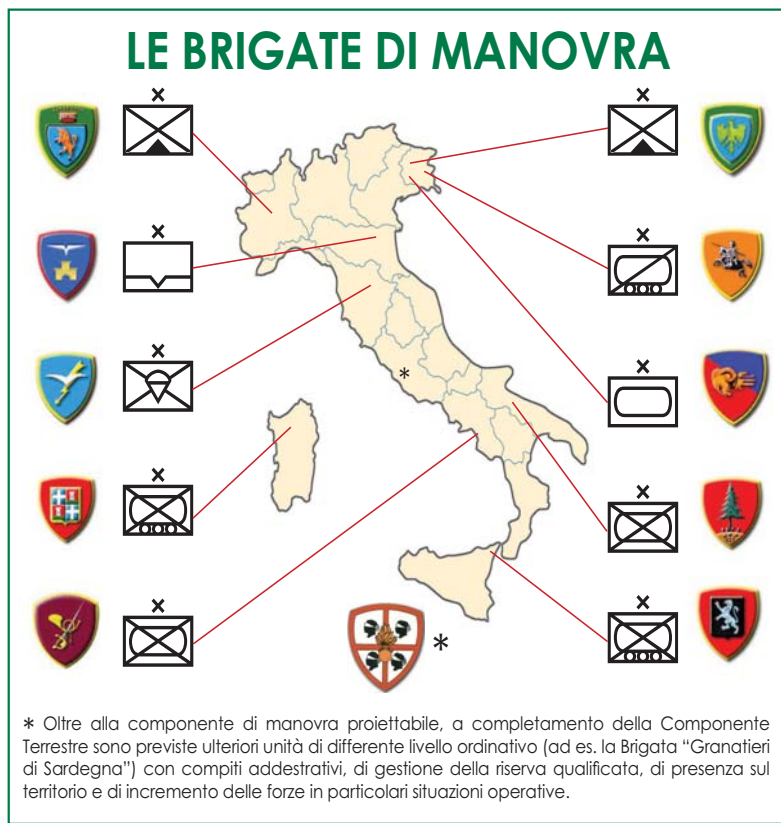 LE BRIGATE DI MANOVRA
*
*
* Oltre alla componente di manovra proiettabile, a completamento della Componente
Terrestre sono previste ulteriori unità di differente livello ordinativo (ad es. la Brigata “Granatieri
di Sardegna”) con compiti addestrativi, di gestione della riserva qualificata, di presenza sul
territorio e di incremento delle forze in particolari situazioni operative.